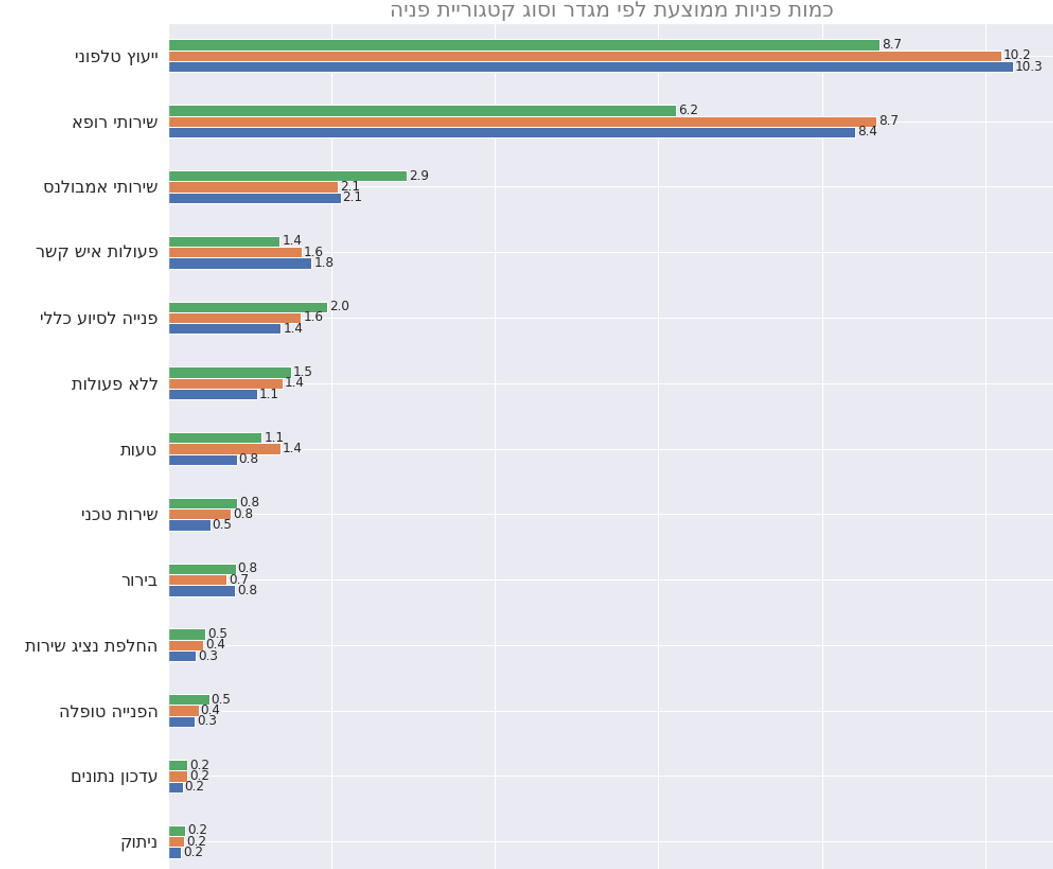 כמות פניות ממוצעת לפי מגדר וסוג קטגוריית פניה
ייעוץ טלפוני
8.7
10.2
10.3
שירותי רופא
6.2
8.7
8.4
שירותי אמבולנס
2.9
2.1
2.1
פעולות איש קשר
1.4
1.6
1.8
פנייה לסיוע כללי
2.0
1.6
1.4
ללא פעולות
1.5
1.4
1.1
טעות
1.1
1.4
0.8
שירות טכני
0.8
0.8
0.5
בירור
0.8
0.7
0.8
החלפת נציג שירות
0.5
0.4
0.3
הפנייה טופלה
0.5
0.4
0.3
עדכון נתונים
0.2
0.2
0.2
ניתוק
0.2
0.2
0.2